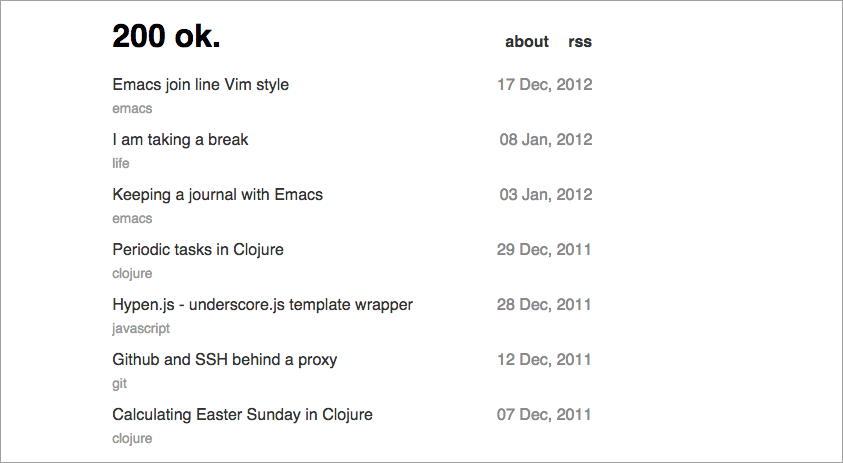 200 ok. about rss
Emacs join line Vim style 17 Dec, 2012
emacs
I am taking a break 08 Jan, 2012
life
Keeping a journal with Emacs 03 Jan, 2012
emacs
Periodic tasks in Clojure 29 Dec, 2011
clojure
Hypen.js - underscore.js template wrapper 28 Dec, 2011
javascript
Github and SSH behind a proxy 12 Dec, 2011
git
Calculating Easter Sunday in Clojure 07 Dec, 2011
clojure